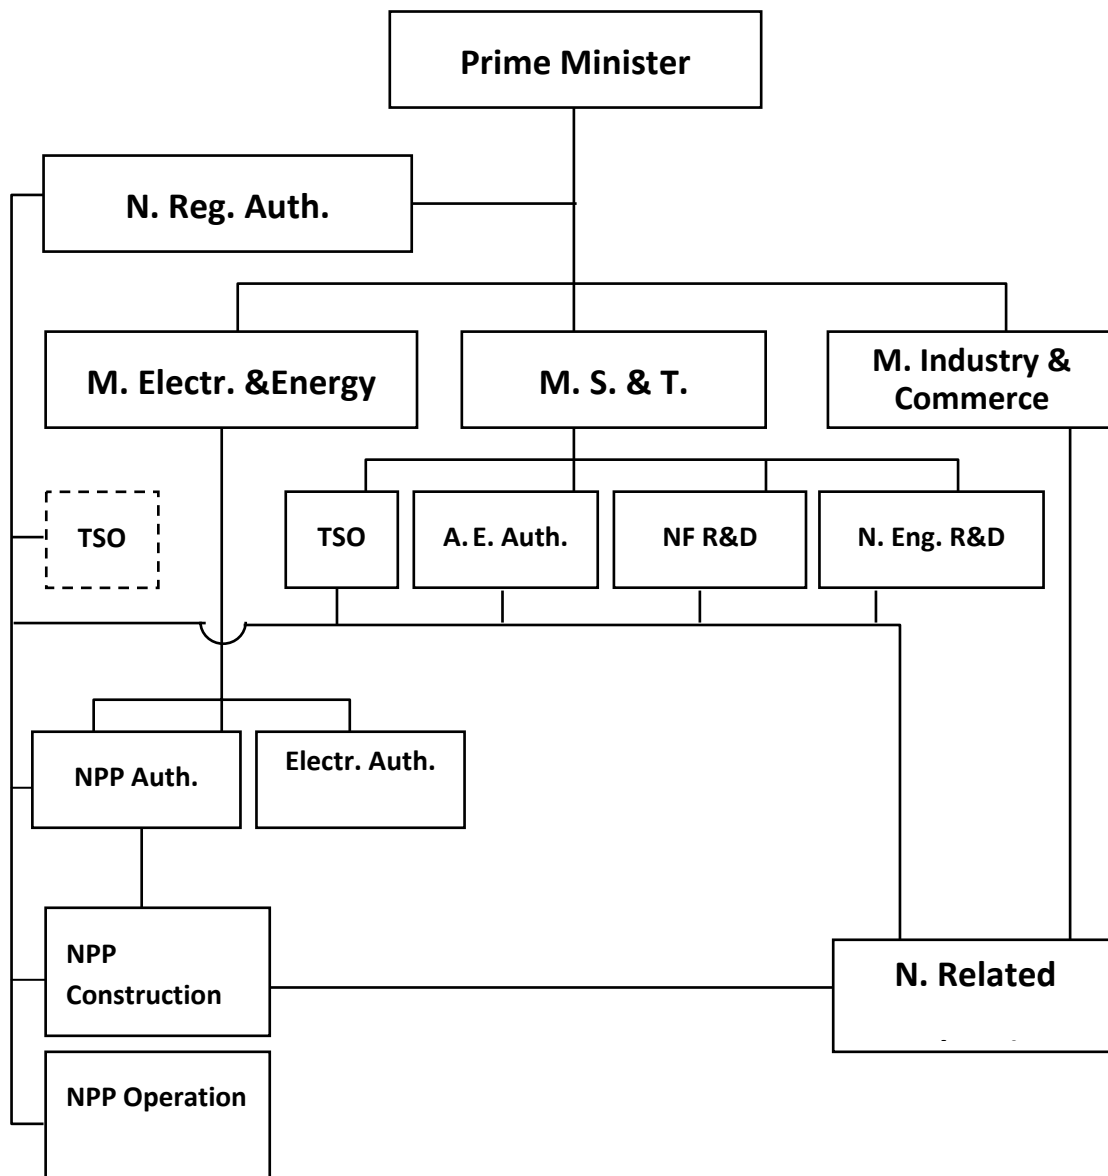 Prime Minister
N. Reg. Auth.
M. Electr. &Energy
M. S. & T.
M. Industry &
Commerce
TSO
TSO
A. E. Auth.
NF R&D
N. Eng. R&D
NPP Auth.
Electr. Auth.
NPP
Construction
N. Related
NPP Operation